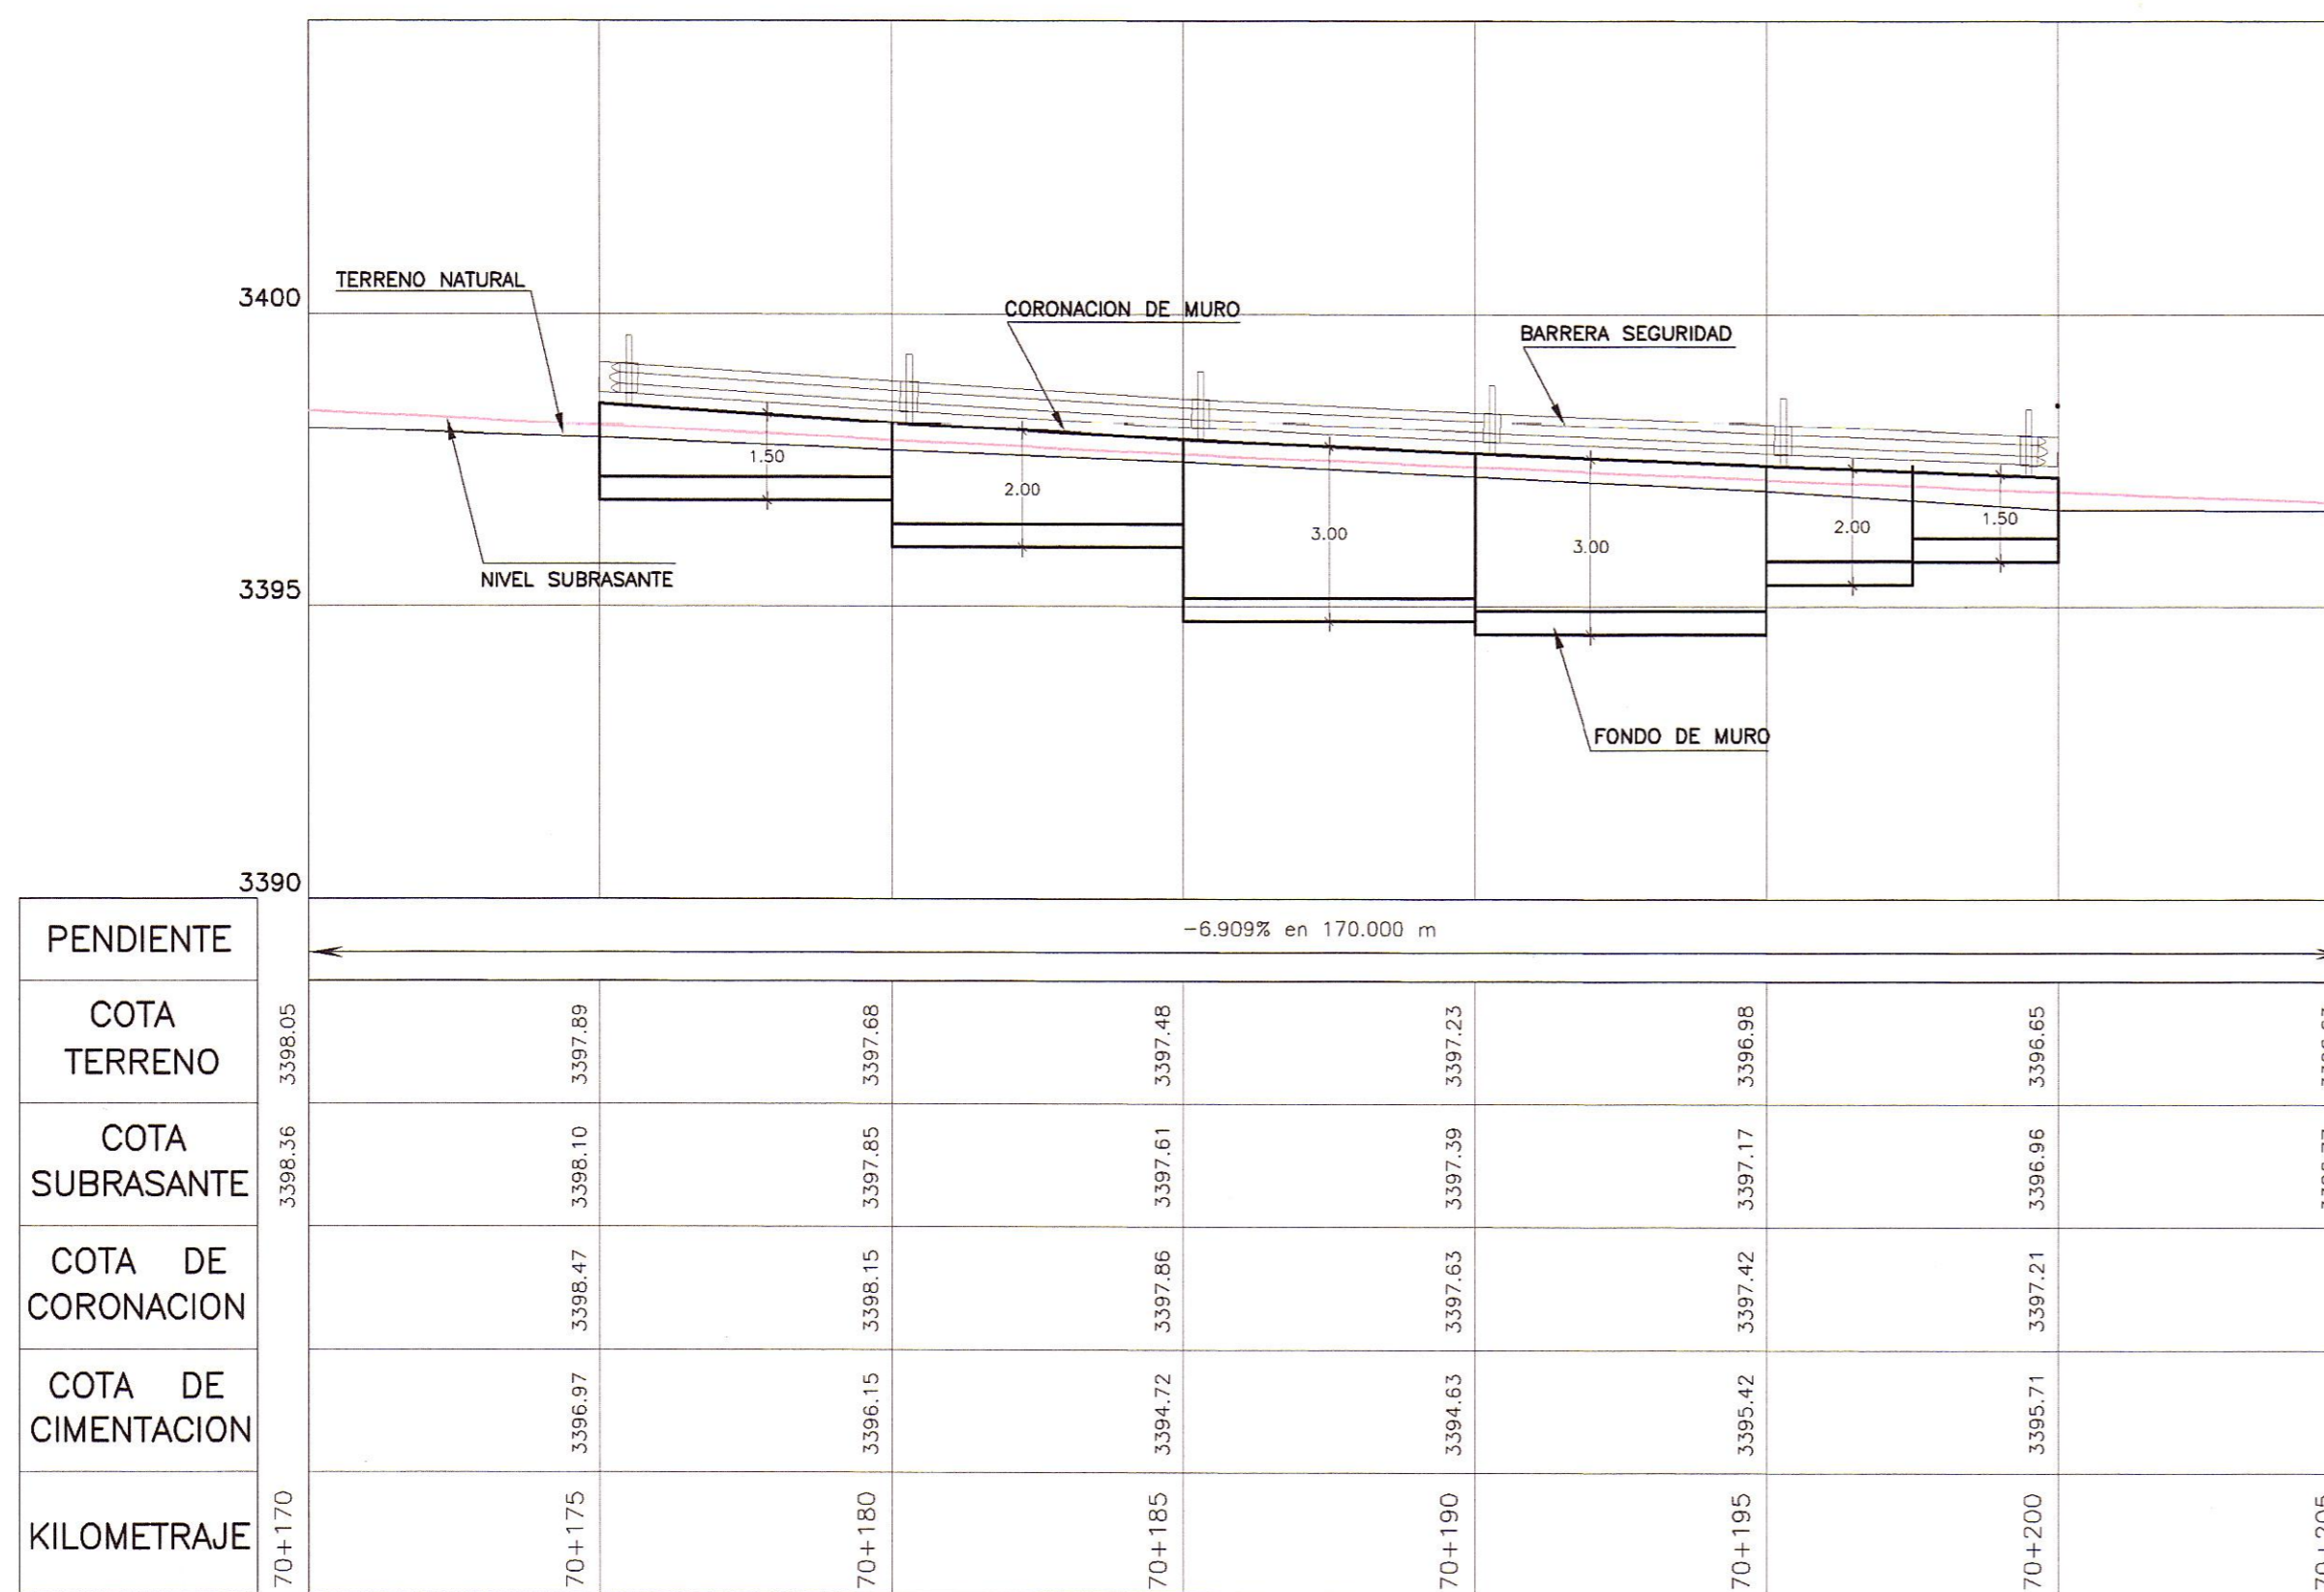 TERRENO NATURAL
3400
CORONACION DE MURO
BARRERA SEGURIDAD
1.50
2.00
3.00
3.00
2.00
1.50
NIVEL SUBRASANTE
3395
FONDO DE MURO
3390
PENDIENTE
-6.909% en 170.000 m
COTA
TERRENO
3398.05 3397.89 3397.68 3397.48 3397.23 3396.98 3396.65
COTA
SUBRASANTE
3398.36 3398.10 3397.85 3397.61 3397.39 3397.17 3396.96
COTA DE
CORONACION
3398.47 3398.15 3397.86 3397.63 3397.42 3397.21
COTA DE
CIMENTACION
3396.97 3396.15 3394.72 3394.63 3395.42 3395.71
KILOMETRAJE
70+170 70+175 70+180 70+185 70+190 70+195 70+200 70+205